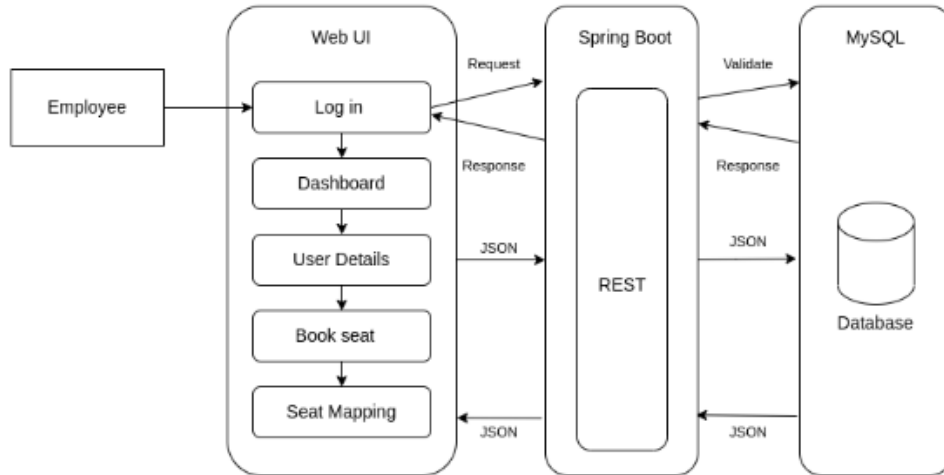 Web UI
Spring Boot
MySQL
Employee
Log in
Request
Validate
Response
Response
Dashboard
User Details
JSON
JSON
REST
Book seat
Database
Seat Mapping
JSON
JSON